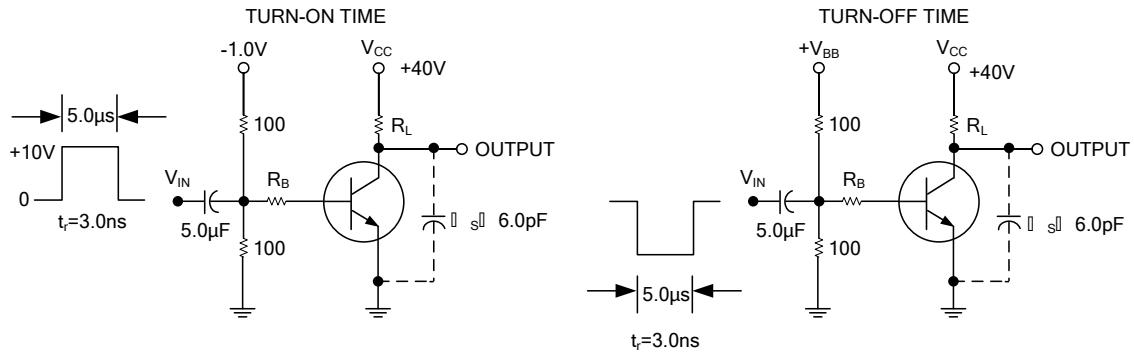 TURN-ON TIME
-1.0V
VCC
+40V
5.0µs
100
RL
+10V
OUTPUT
VIN
RB
0
5.0µF
S 6.0pF
tr=3.0ns
100
TURN-OFF TIME
+VBB
VCC
+40V
100
RL
OUTPUT
VIN
RB
5.0µF
S 6.0pF
100
5.0µs
tr=3.0ns